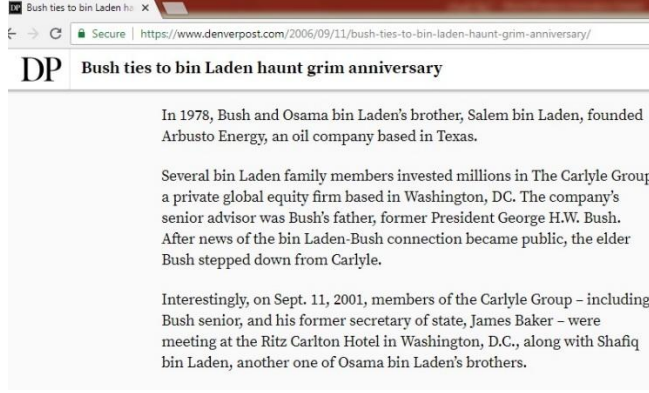 Bush ties to bin Laden ha
Secure | https://www.denverpost.com/2006/09/11/bush-ties-to-bin-laden-haunt-grim-anniversary/
DP Bush ties to bin Laden haunt grim anniversary
In 1978, Bush and Osama bin Laden’s brother, Salem bin Laden, founded
Arbusto Energy, an oil company based in Texas.
Several bin Laden family members invested millions in The Carlyle Group
a private global equity firm based in Washington, DC. The company’s
senior advisor was Bush’s father, former President George H.W. Bush.
After news of the bin Laden-Bush connection became public, the elder
Bush stepped down from Carlyle.
Interestingly, on Sept. 11, 2001, members of the Carlyle Group – including
Bush senior, and his former secretary of state, James Baker – were
meeting at the Ritz Carlton Hotel in Washington, D.C., along with Shafiq
bin Laden, another one of Osama bin Laden’s brothers.